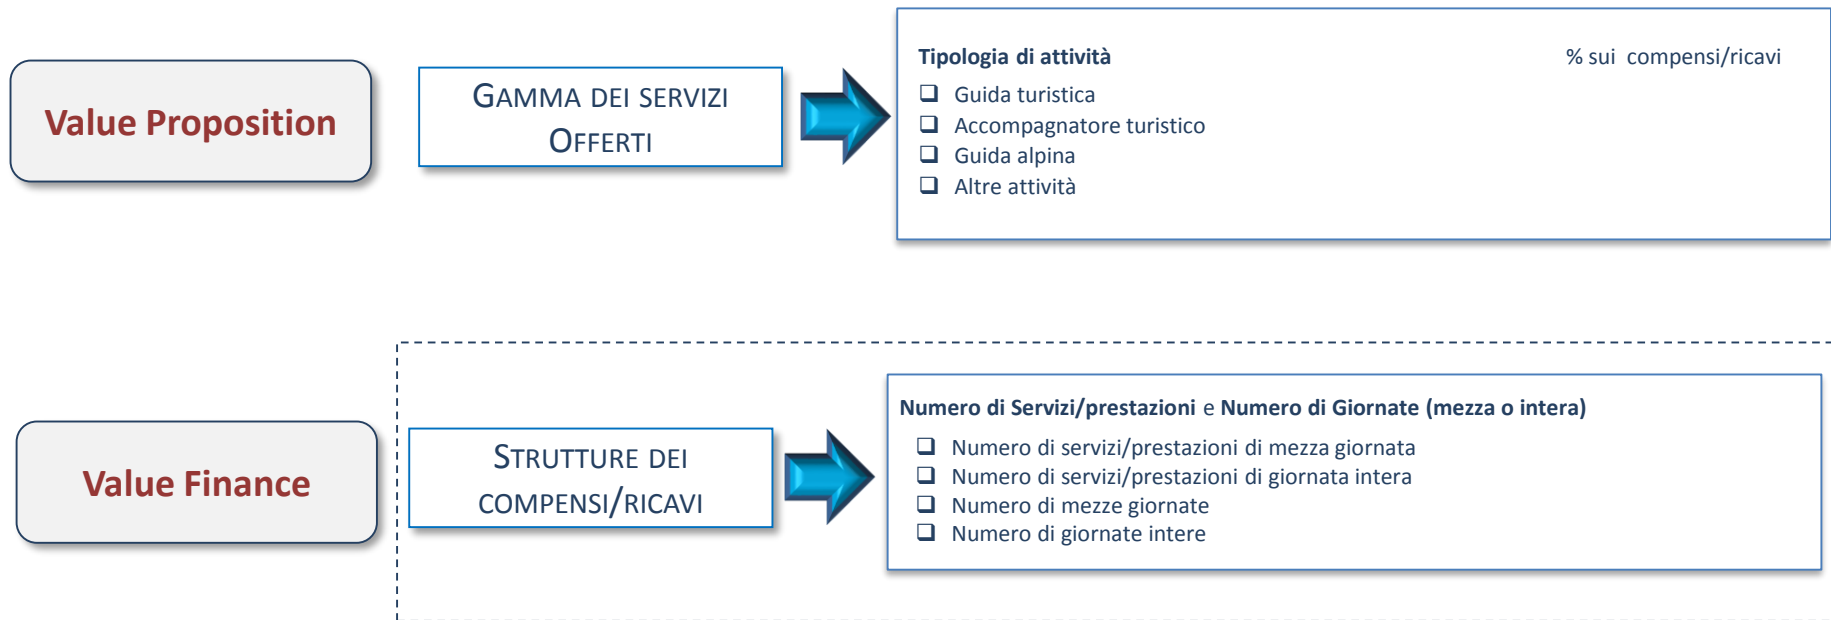 Value Proposition
GAMMA DEI SERVIZI
OFFERTI
Tipologia di attività % sui compensi/ricavi
❑ Guida turistica
❑ Accompagnatore turistico
❑ Guida alpina
❑ Altre attività
Value Finance
STRUTTURE DEI
COMPENSI/RICAVI
Numero di Servizi/prestazioni e Numero di Giornate (mezza o intera)
❑ Numero di servizi/prestazioni di mezza giornata
❑ Numero di servizi/prestazioni di giornata intera
❑ Numero di mezze giornate
❑ Numero di giornate intere